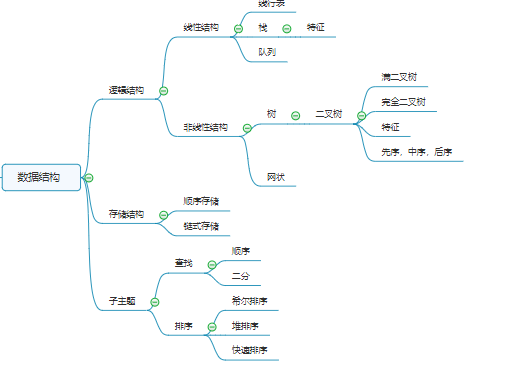 数据结构
逻辑结构
线性结构
线行表
栈
特征
队列
非线性结构
树
二叉树
满二叉树
完全二叉树
特征
先序，中序，后序
网状
存储结构
顺序存储
链式存储
子主题
查找
顺序
二分
排序
希尔排序
堆排序
快速排序